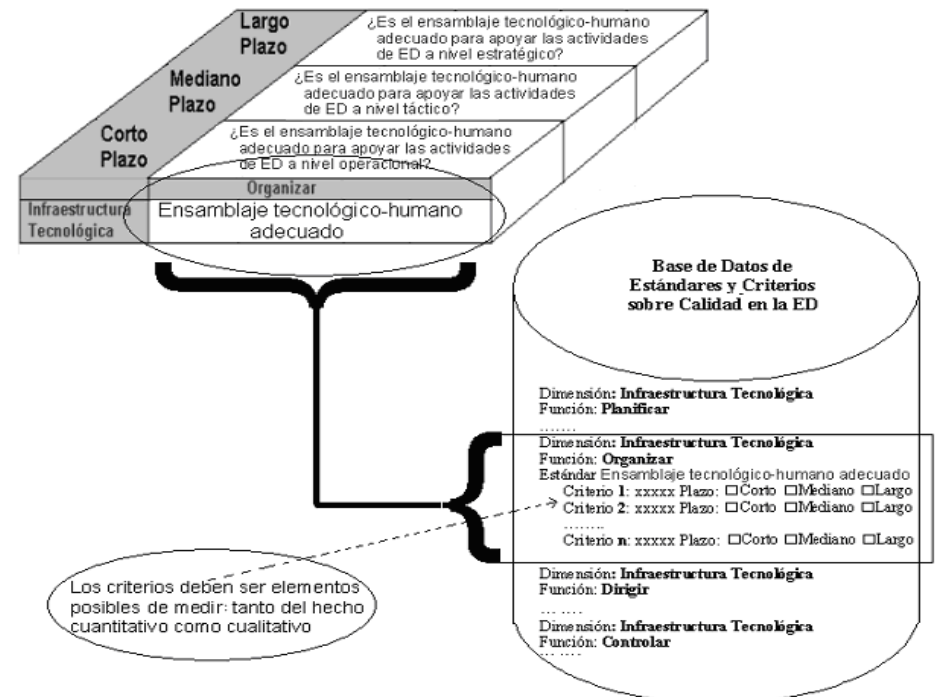 Largo
Plazo
¿Es el ensamblaje tecnológico-humano
adecuado para apoyar las actividades
de ED a nivel estratégico?
Mediano
Plazo
¿Es el ensamblaje tecnológico-humano
adecuado para apoyar las actividades
de ED a nivel táctico?
Corto
Plazo
¿Es el ensamblaje tecnológico-humano
adecuado para apoyar las actividades
de ED a nivel operacional?
Organizar
Infraestructura
Tecnológica
Ensamblaje tecnológico-humano
adecuado
Base de Datos de
Estándares y Criterios
sobre Calidad en la ED
Dimensión: Infraestructura Tecnológica
Función: Planificar
.......
Dimensión: Infraestructura Tecnológica
Función: Organizar
Estándar Ensamblaje tecnológico-humano adecuado
Criterio 1: xxxxx Plazo: ☐Corto ☐Mediano ☐Largo
Criterio 2: xxxxx Plazo: ☐Corto ☐Mediano ☐Largo
........
Criterio n: xxxxx Plazo: ☐Corto ☐Mediano ☐Largo
Dimensión: Infraestructura Tecnológica
Función: Dirigir
... ....
Dimensión: Infraestructura Tecnológica
Función: Controlar
... ....
Los criterios deben ser elementos
posibles de medir: tanto del hecho
cuantitativo como cualitativo